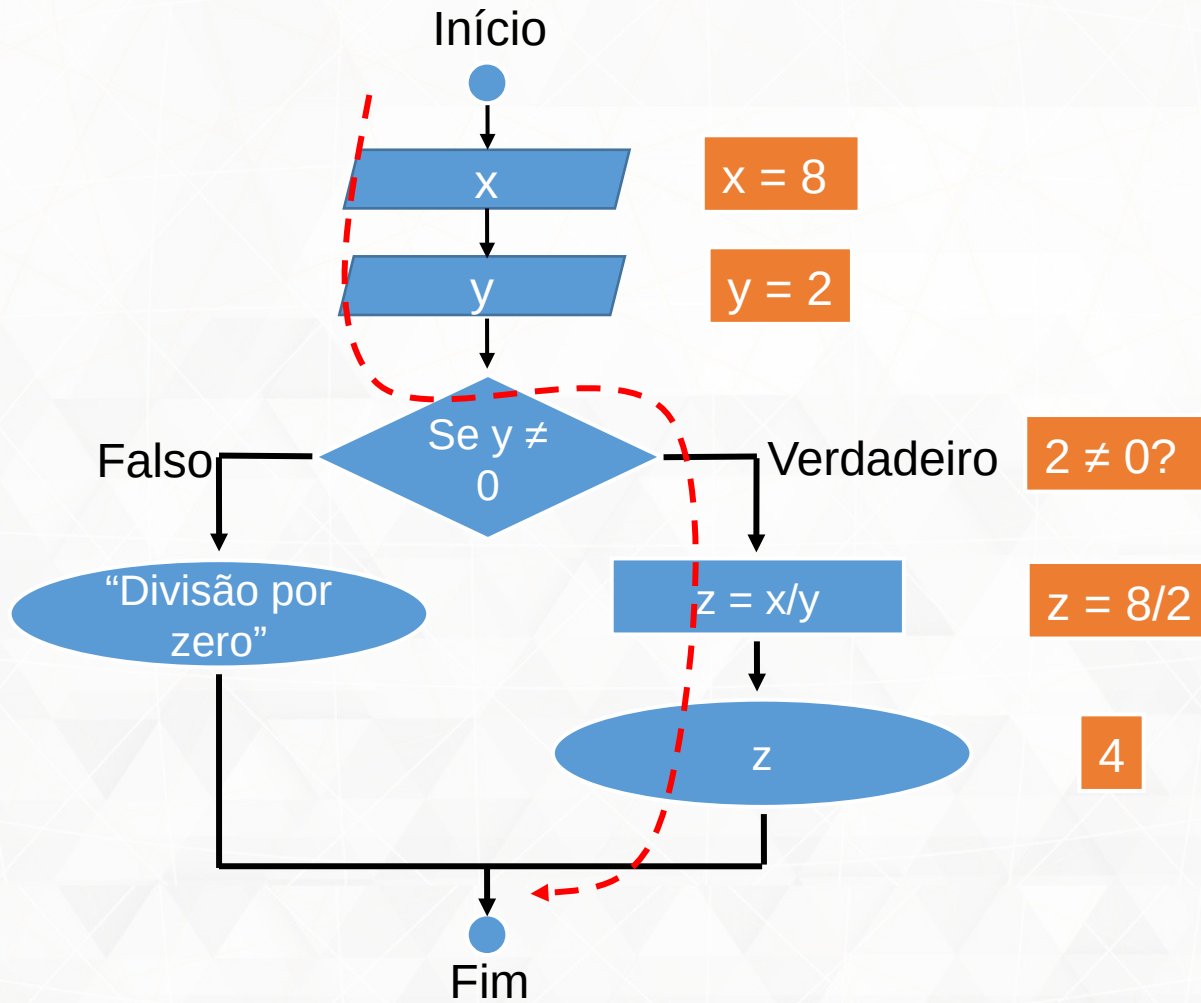 Início
x
x = 8
y
y = 2
Se y ≠
0
Falso
Verdadeiro
2 ≠ 0?
“Divisão por
zero”
z = x/y
z = 8/2
z
4
Fim